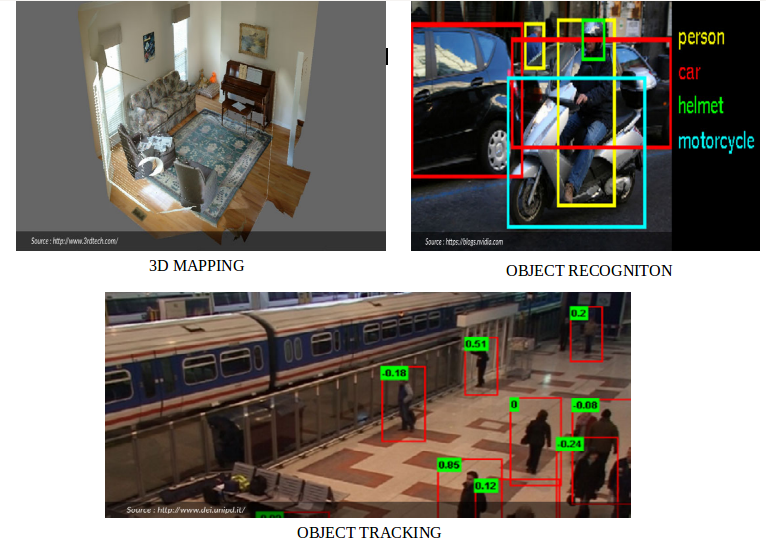 person
car
helmet
motorcycle
Source : http://www.3rdtech.com/
Source : https://blogs.nvidia.com
3D MAPPING
OBJECT RECOGNITON
0.2
0.51
-0.18
0
-0.08
-0.24
0.85
0.12
Source : http://www.dei.unipd.it/
OBJECT TRACKING